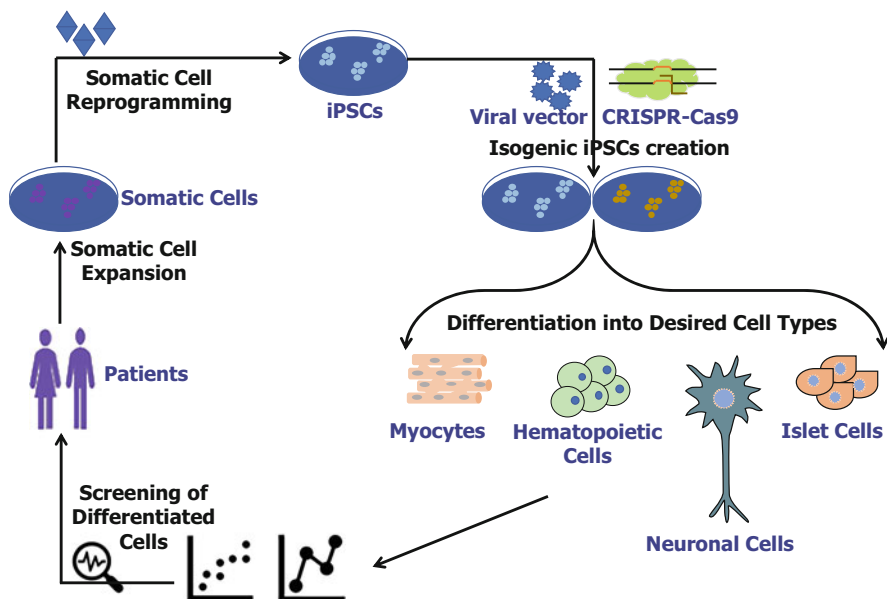 Somatic Cell
Reprogramming
iPSCs
Viral vector
CRISPR-Cas9
Isogenic iPSCs creation
Somatic Cells
Somatic Cell
Expansion
Patients
Differentiation into Desired Cell Types
Myocytes
Hematopoietic
Cells
Neuronal Cells
Islet Cells
Screening of
Differentiated
Cells